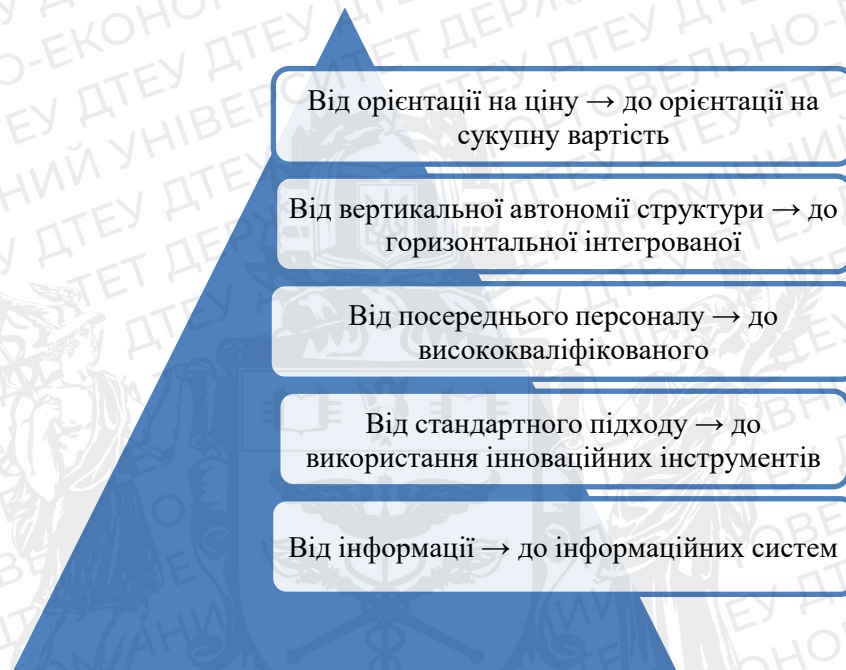 Від орієнтації на ціну → до орієнтації на
сукупну вартість
Від вертикальної автономії структури → до
горизонтальної інтегрованої
Від посереднього персоналу → до
висококваліфікованого
Від стандартного підходу → до
використання інноваційних інструментів
Від інформації → до інформаційних систем